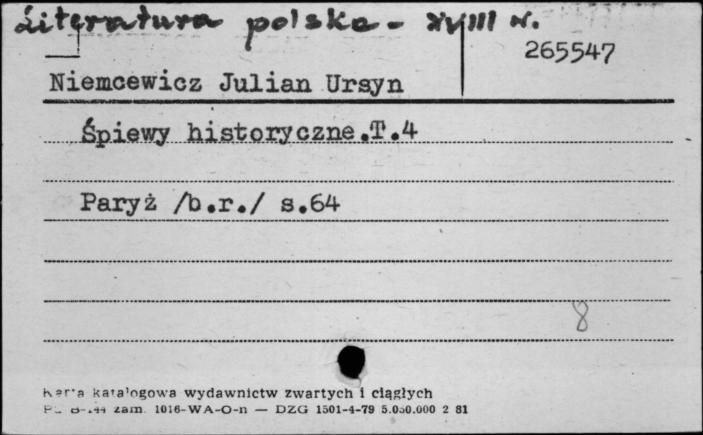 Literatura polska - XVIII w.
265547
Niemcewicz Julian Ursyn
Śpiewy historyczne.T.4
Paryż /b.r./ s.64
8
Karta katalogowa wydawnictw zwartych i ciągłych
zam. 1016-WA-O-n — DZG 1501-4-79 5.000.000 2 81